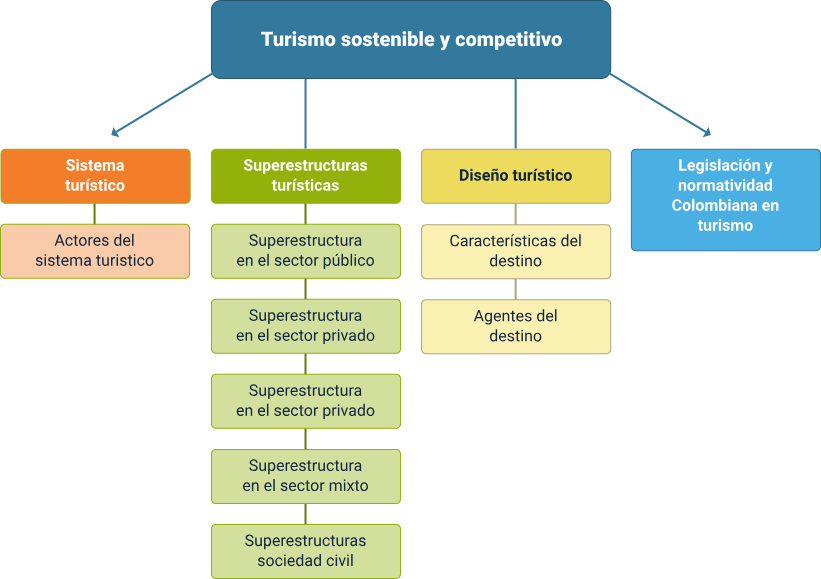 Turismo sostenible y competitivo
Sistema
turístico
Actores del
sistema turistico
Superestructuras
turísticas
Superestructura
en el sector público
Superestructura
en el sector privado
Superestructura
en el sector privado
Superestructura
en el sector mixto
Superestructuras
sociedad civil
Diseño turístico
Características del
destino
Agentes del
destino
Legislación y
normatividad
Colombiana en
turismo